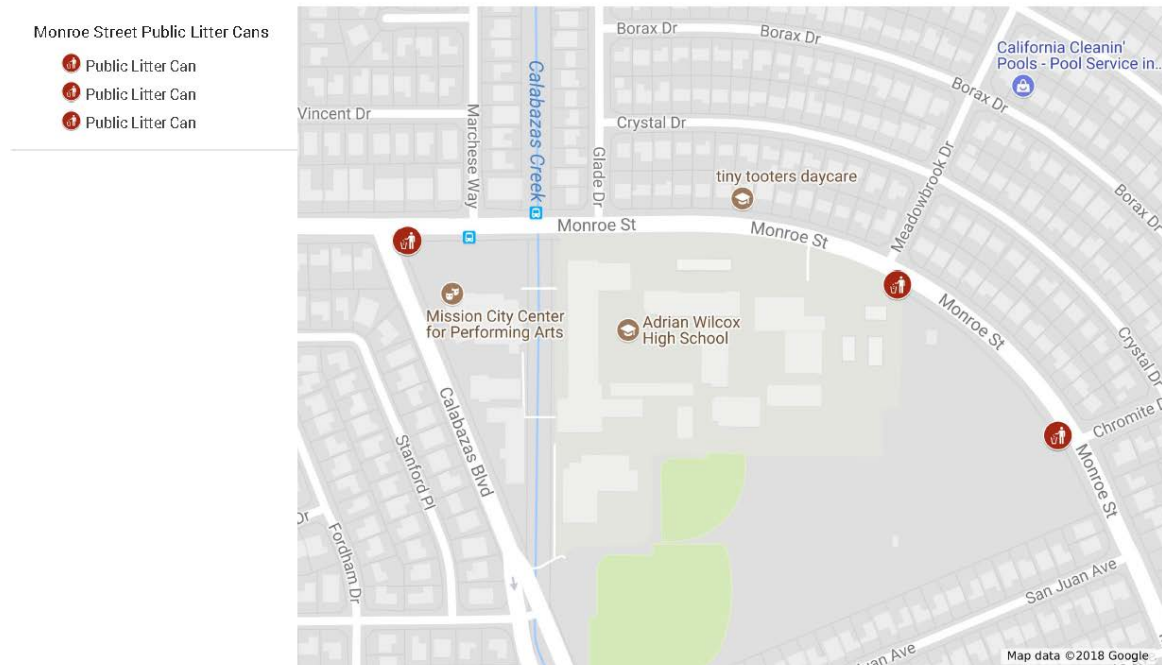 Monroe Street Public Litter Cans
Public Litter Can
Public Litter Can
Public Litter Can
Borax Dr
Borax Dr
California Cleanin'
Pools - Pool Service in...
Borax Dr
Vincent Dr
Marchese Way
Calabazas Creek
Glade Dr
Crystal Dr
Meadowbrook Dr
tiny tooters daycare
Borax Dr
Monroe St
Monroe St
Mission City Center
for Performing Arts
Adrian Wilcox
High School
Monroe St
Crystal Dr
Calabazas Blvd
Stanford Pl
Chromite D
Monroe St
Dr
Fordham Dr
San Juan Ave
Juan Ave
Map data ©2018 Google